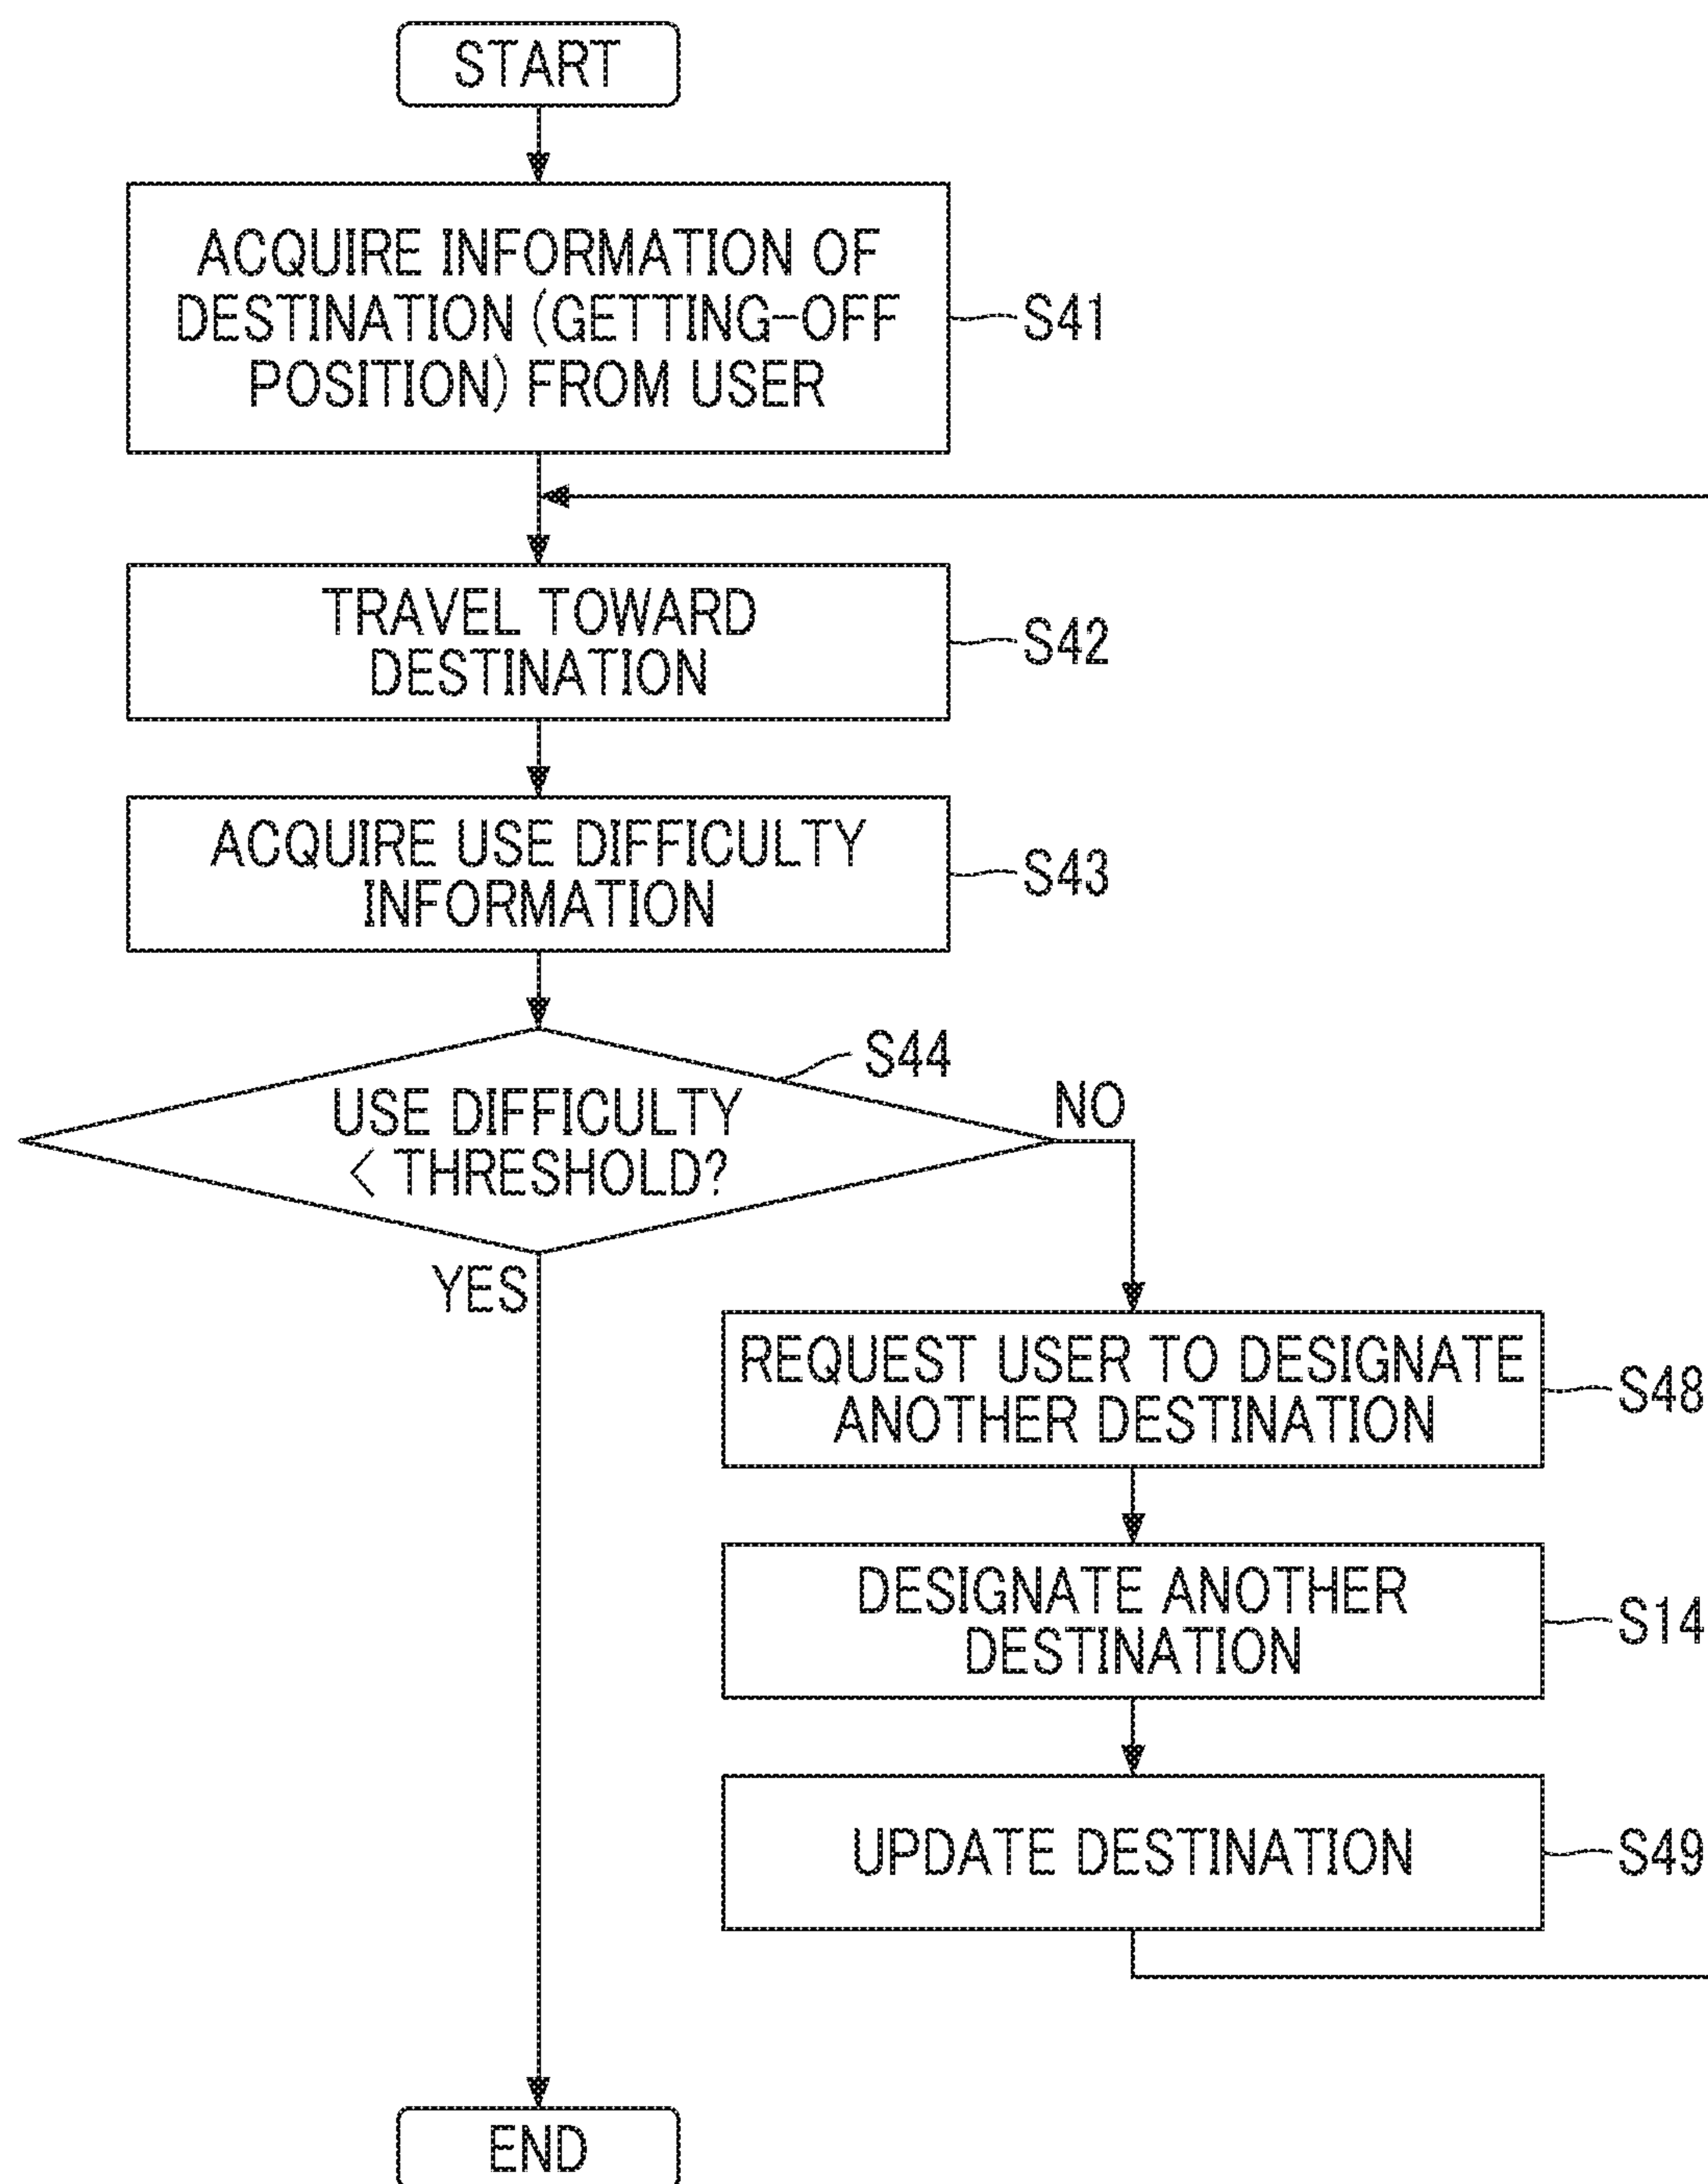 START
ACQUIRE INFORMATION OF
DESTINATION (GETTING-OFF
POSITION) FROM USER
S41
TRAVEL TOWARD
DESTINATION
S42
ACQUIRE USE DIFFICULTY
INFORMATION
S43
S44
USE DIFFICULTY
< THRESHOLD?
NO
YES
REQUEST USER TO DESIGNATE
ANOTHER DESTINATION
S48
DESIGNATE ANOTHER
DESTINATION
S14
UPDATE DESTINATION
S49
END